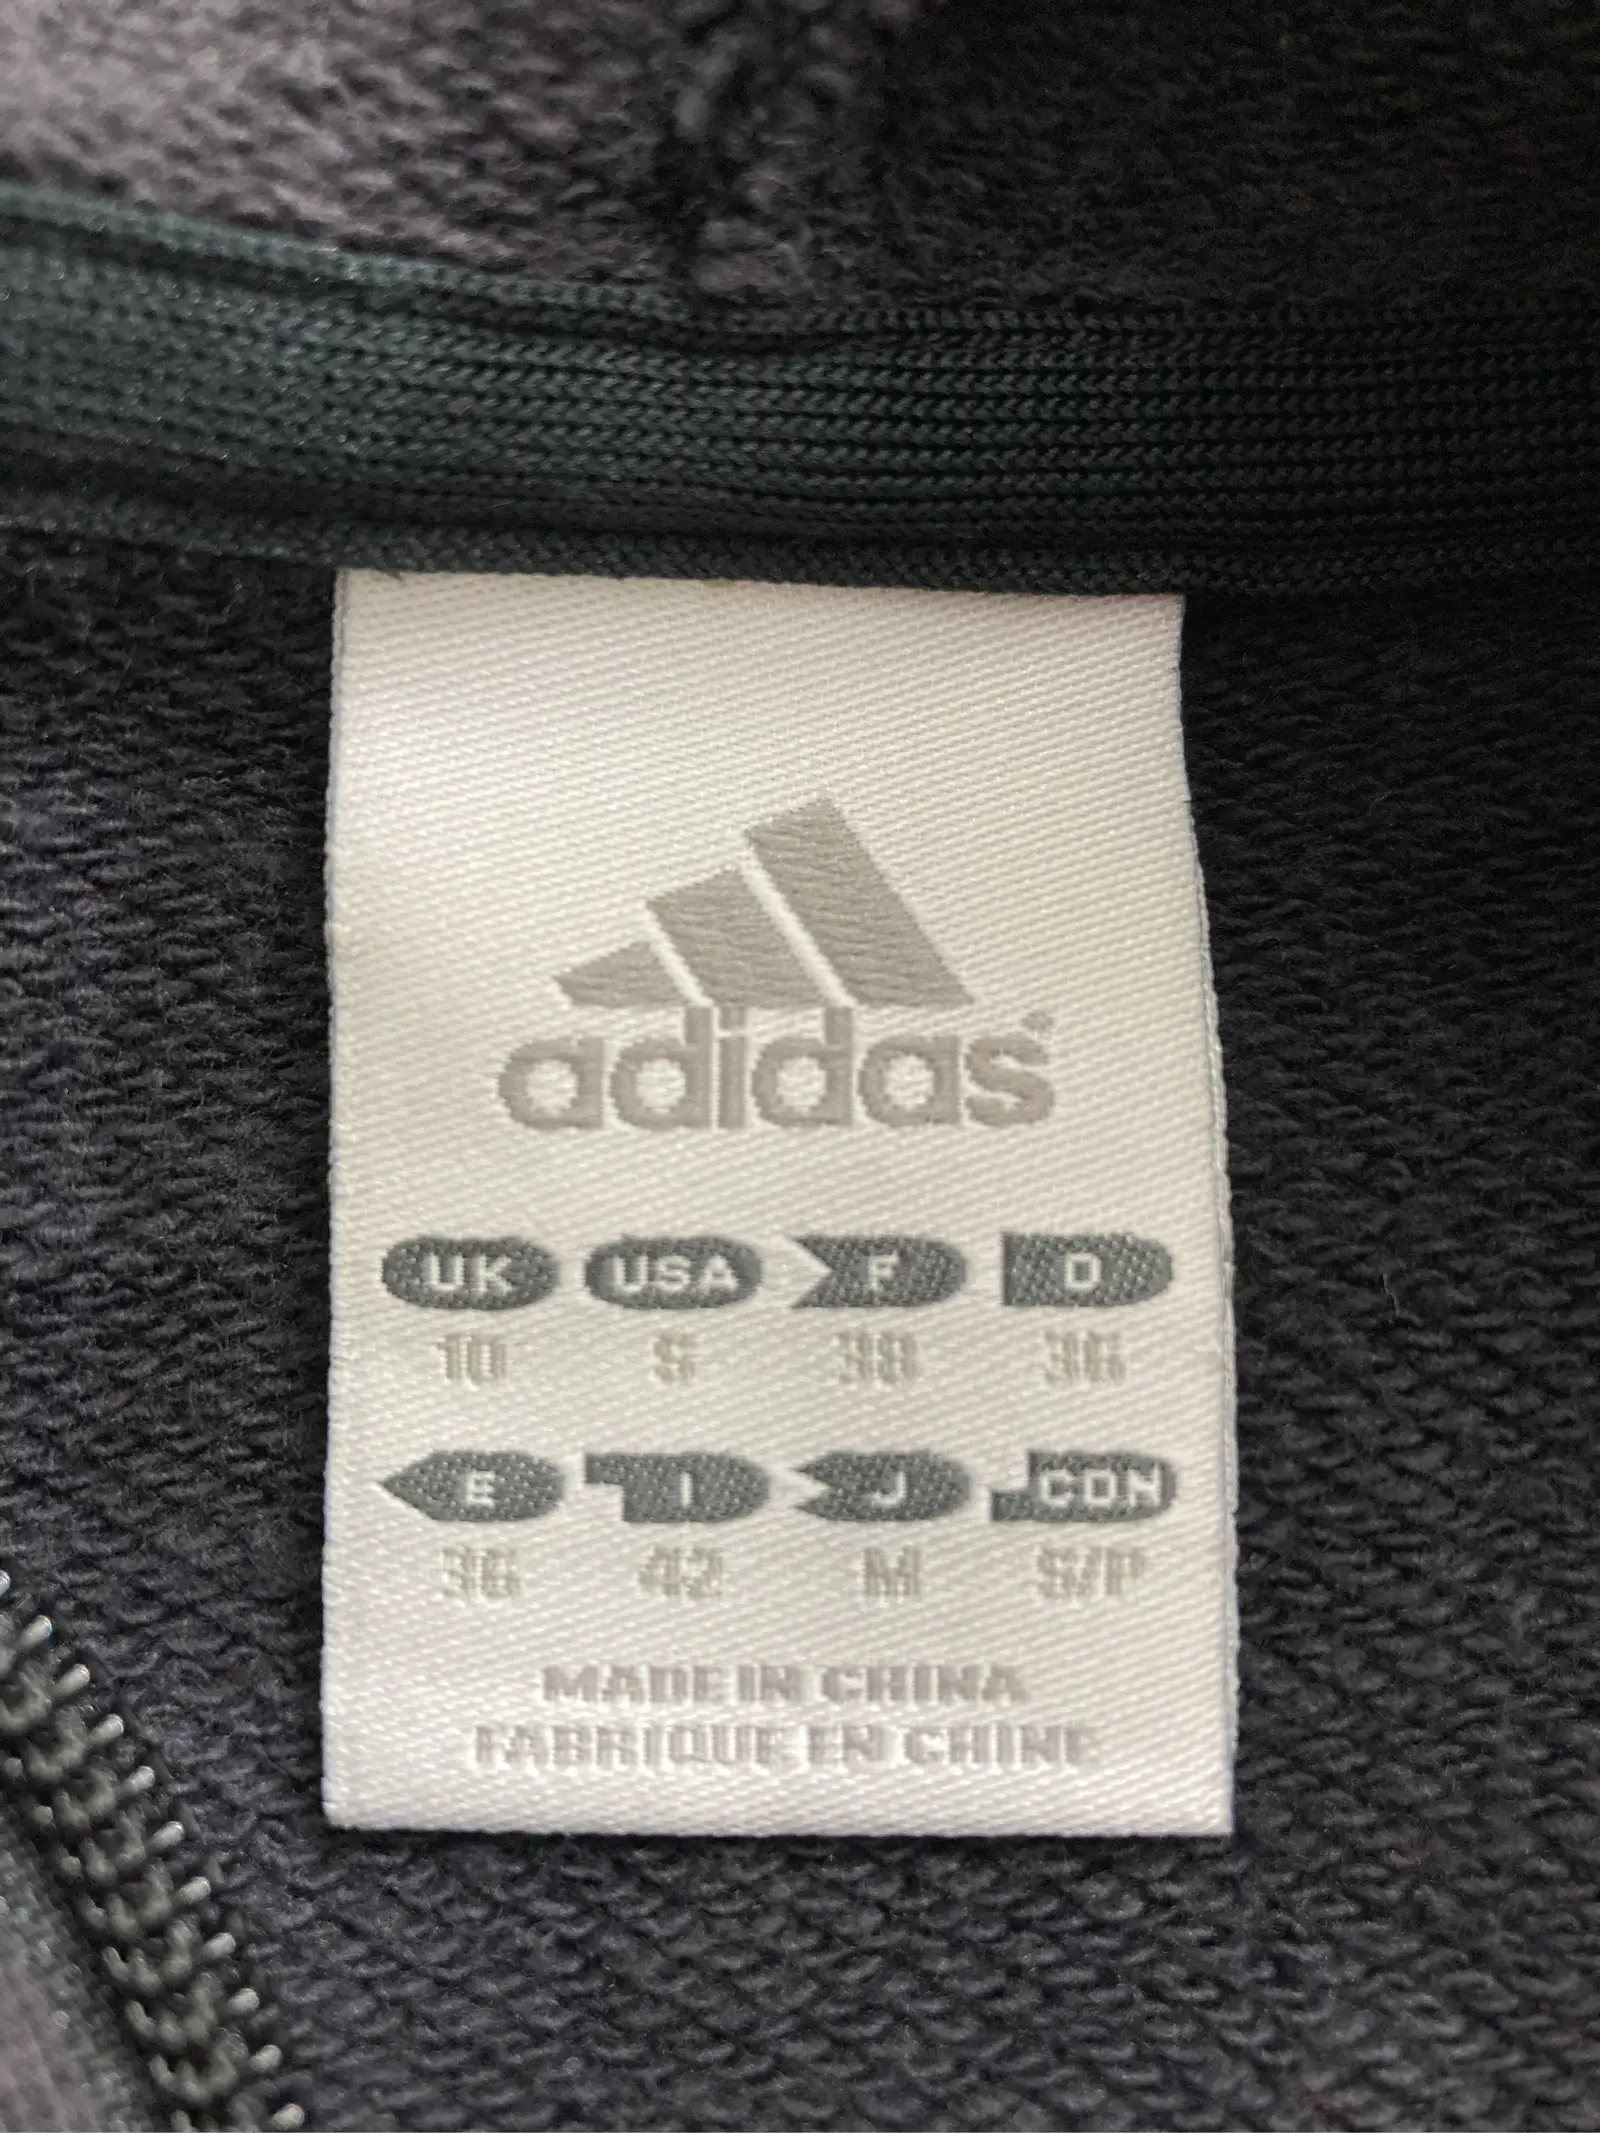 adidas
UK USA F D
10 S 38 36
E I J CON
36 42 M S/P
MADE IN CHINA
FABRIQUE EN CHINE